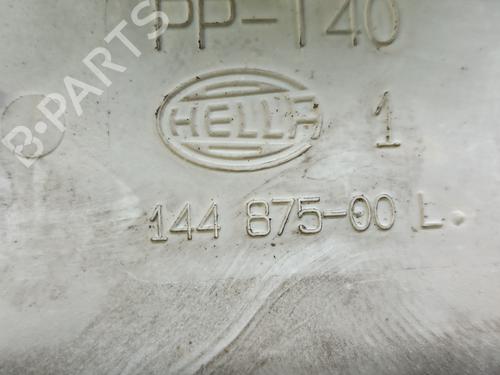 PP-T40
HELLA
1
144 875-00 L.
B-PARTS